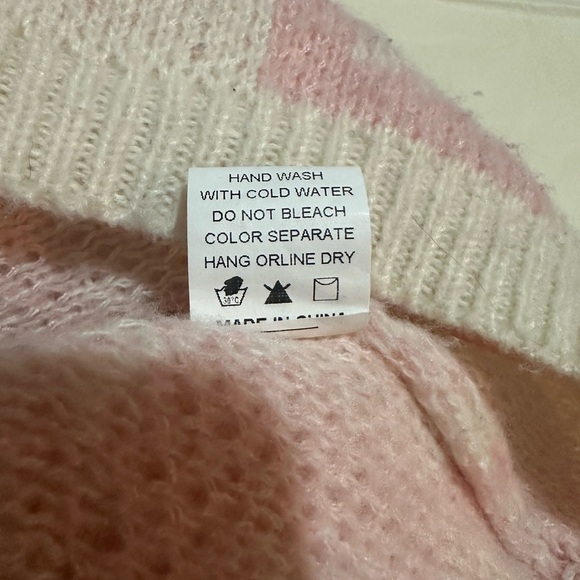 HAND WASH
WITH COLD WATER
DO NOT BLEACH
COLOR SEPARATE
HANG ORLINE DRY
30°C
MADE IN CHINA